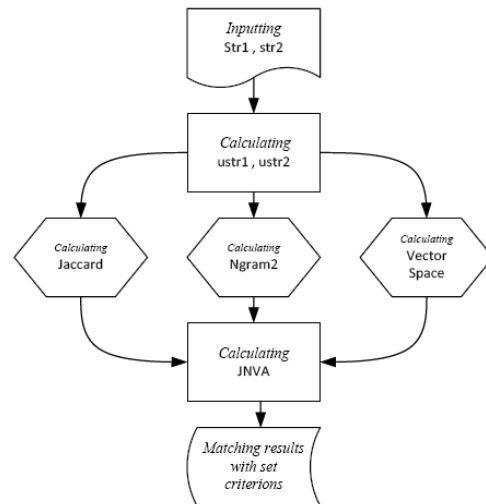 Inputting
Str1 , str2
Calculating
ustr1 , ustr2
Calculating
Jaccard
Calculating
Ngram2
Calculating
Vector
Space
Calculating
JNVA
Matching results
with set
criterions